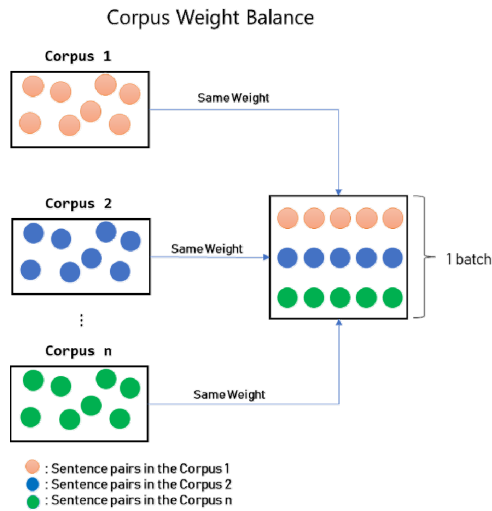 Corpus Weight Balance
Corpus 1
Same Weight
Corpus 2
Same Weight
1 batch
⋮
Corpus n
Same Weight
: Sentence pairs in the Corpus 1
: Sentence pairs in the Corpus 2
: Sentence pairs in the Corpus n